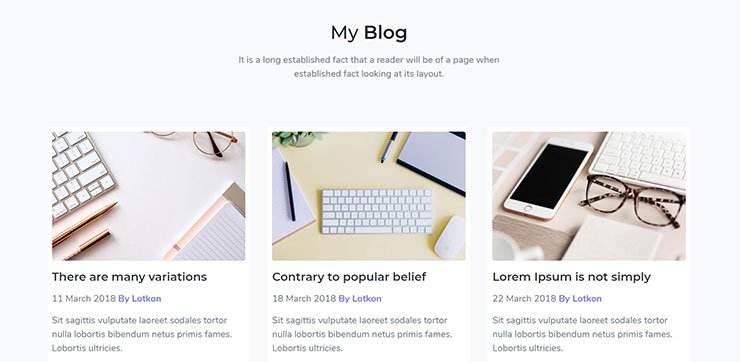 My Blog
It is a long established fact that a reader will be of a page when
established fact looking at its layout.
There are many variations
11 March 2018 By Lotkon
Sit sagittis vulputate laoreet sodales tortor
nulla lobortis bibendum netus primis fames.
Lobortis ultricies.
Contrary to popular belief
18 March 2018 By Lotkon
Sit sagittis vulputate laoreet sodales tortor
nulla lobortis bibendum netus primis fames.
Lobortis ultricies.
Lorem Ipsum is not simply
22 March 2018 By Lotkon
Sit sagittis vulputate laoreet sodales tortor
nulla lobortis bibendum netus primis fames.
Lobortis ultricies.